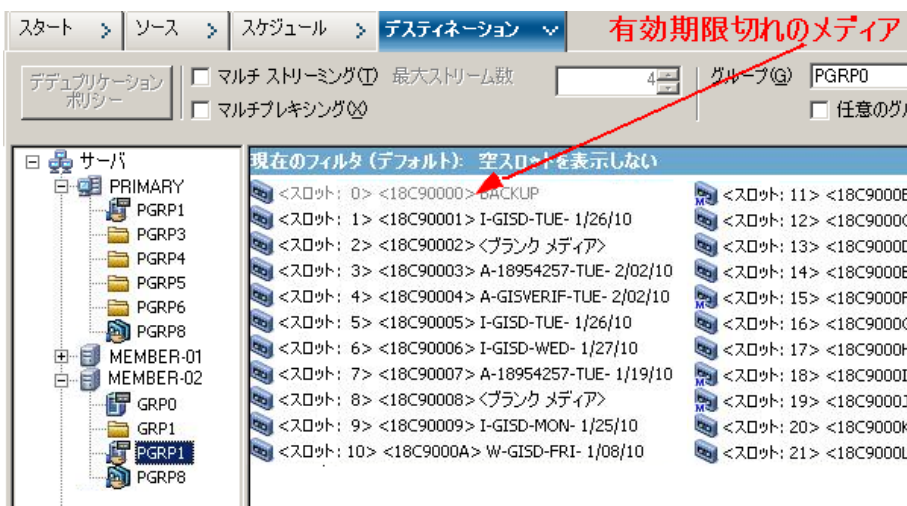 スタート
ソース
スケジュール
デスティネーション
有効期限切れのメディア
デデュプリケーション
ポリシー
マルチ ストリーミング(T) 最大ストリーム数 4
マルチプレキシング(X)
グループ(G) PGRP0
任意のグル
サーバ
PRIMARY
PGRP1
PGRP3
PGRP4
PGRP5
PGRP6
PGRP8
MEMBER-01
MEMBER-02
GRP0
GRP1
PGRP1
PGRP8
現在のフィルタ (デフォルト): 空スロットを表示しない
<スロット: 0> <18C90000> BACKUP
<スロット: 1> <18C90001> I-GISD-TUE- 1/26/10
<スロット: 2> <18C90002> <ブランク メディア>
<スロット: 3> <18C90003> A-18954257-TUE- 2/02/10
<スロット: 4> <18C90004> A-GISVERIF-TUE- 2/02/10
<スロット: 5> <18C90005> I-GISD-TUE- 1/26/10
<スロット: 6> <18C90006> I-GISD-WED- 1/27/10
<スロット: 7> <18C90007> A-18954257-TUE- 1/19/10
<スロット: 8> <18C90008> <ブランク メディア>
<スロット: 9> <18C90009> I-GISD-MON- 1/25/10
<スロット: 10> <18C9000A> W-GISD-FRI- 1/08/10
<スロット: 11> <18C9000B
<スロット: 12> <18C9000C
<スロット: 13> <18C9000D
<スロット: 14> <18C9000E
<スロット: 15> <18C9000F
<スロット: 16> <18C9000G
<スロット: 17> <18C9000H
<スロット: 18> <18C9000I
<スロット: 19> <18C9000J
<スロット: 20> <18C9000K
<スロット: 21> <18C9000L